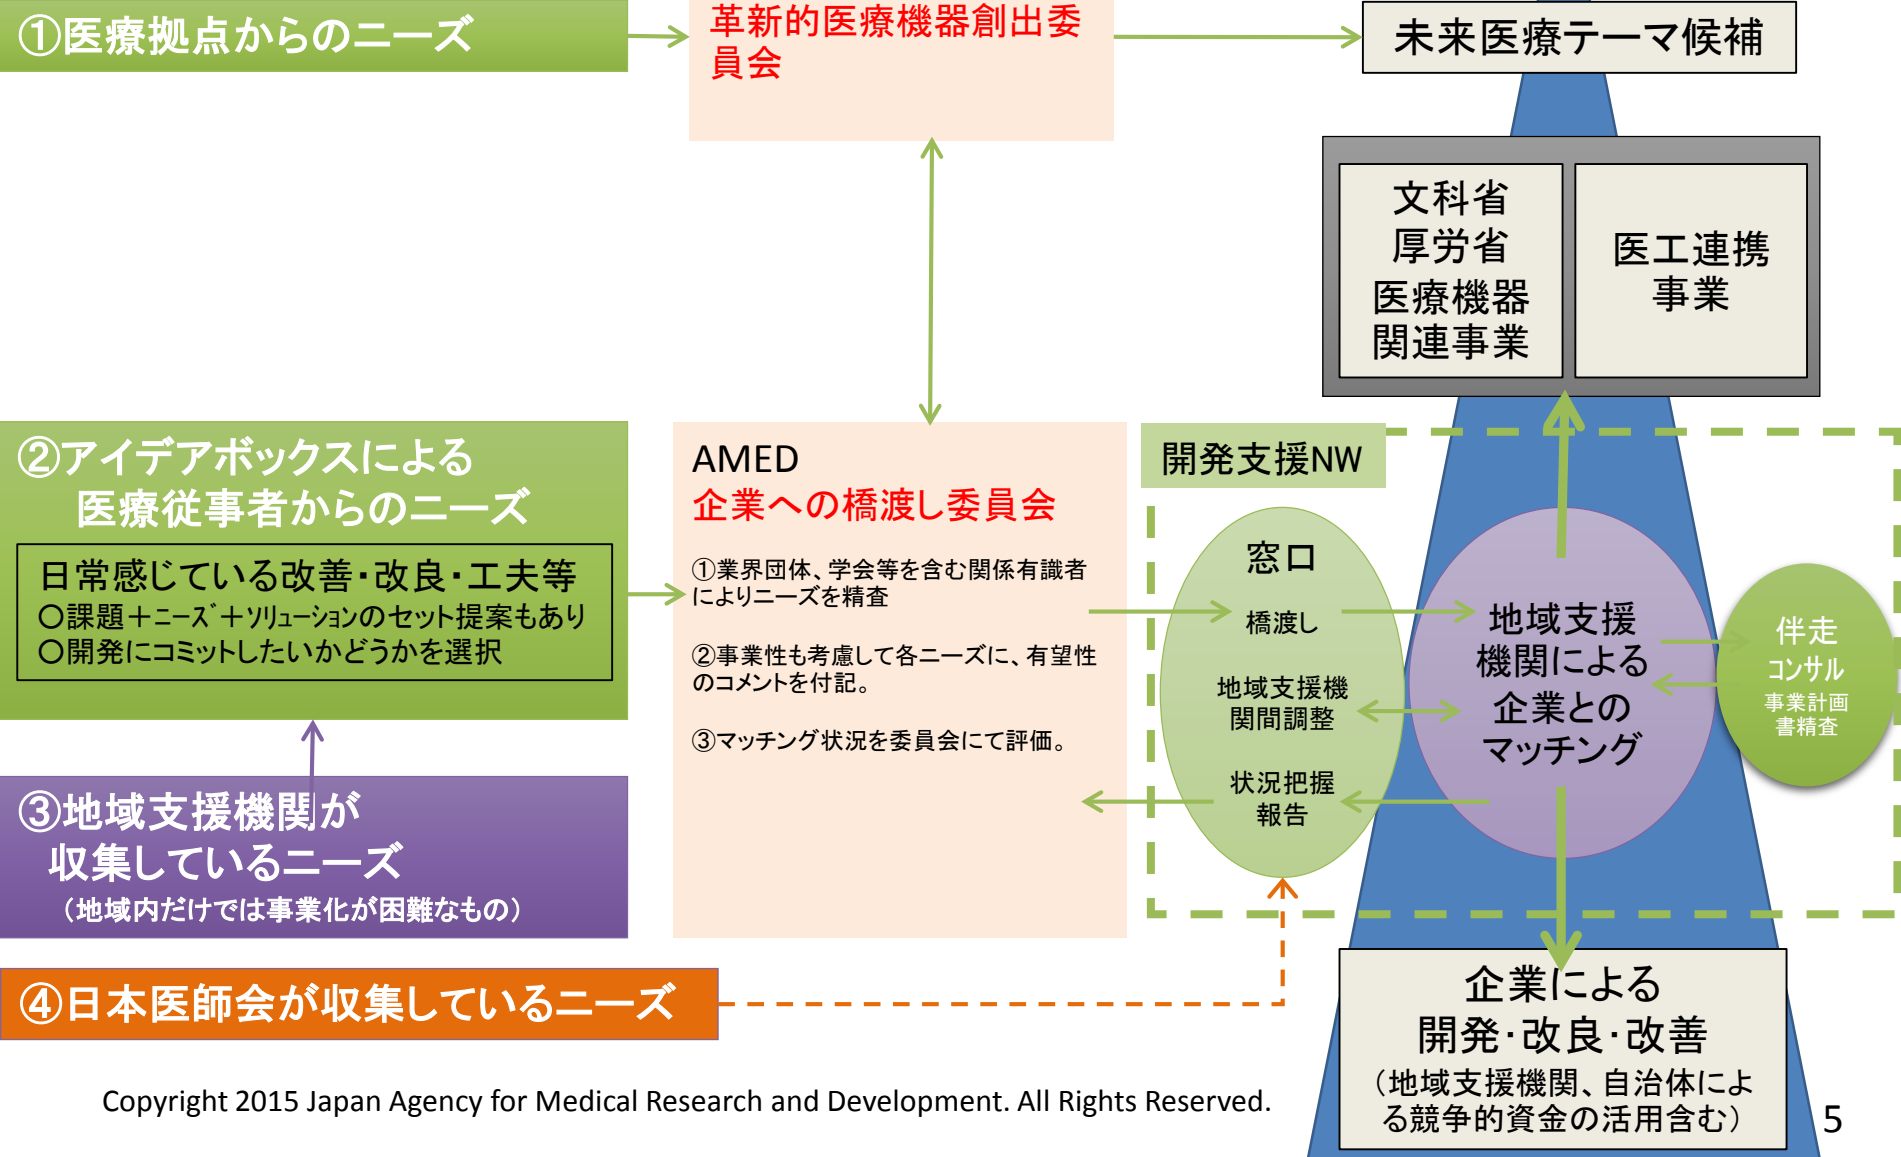 ①医療拠点からのニーズ
革新的医療機器創出委
員会
未来医療テーマ候補
文科省
厚労省
医療機器
関連事業
医工連携
事業
②アイデアボックスによる
医療従事者からのニーズ
日常感じている改善・改良・工夫等
○課題＋ニーズ＋ソリューションのセット提案もあり
○開発にコミットしたいかどうかを選択
③地域支援機関が
収集しているニーズ
（地域内だけでは事業化が困難なもの）
④日本医師会が収集しているニーズ
AMED
企業への橋渡し委員会
①業界団体、学会等を含む関係有識者
によりニーズを精査
②事業性も考慮して各ニーズに、有望性
のコメントを付記。
③マッチング状況を委員会にて評価。
開発支援NW
窓口
橋渡し
地域支援機
関間調整
状況把握
報告
地域支援
機関による
企業との
マッチング
伴走
コンサル
事業計画
書精査
企業による
開発・改良・改善
（地域支援機関、自治体によ
る競争的資金の活用含む）
Copyright 2015 Japan Agency for Medical Research and Development. All Rights Reserved.
5